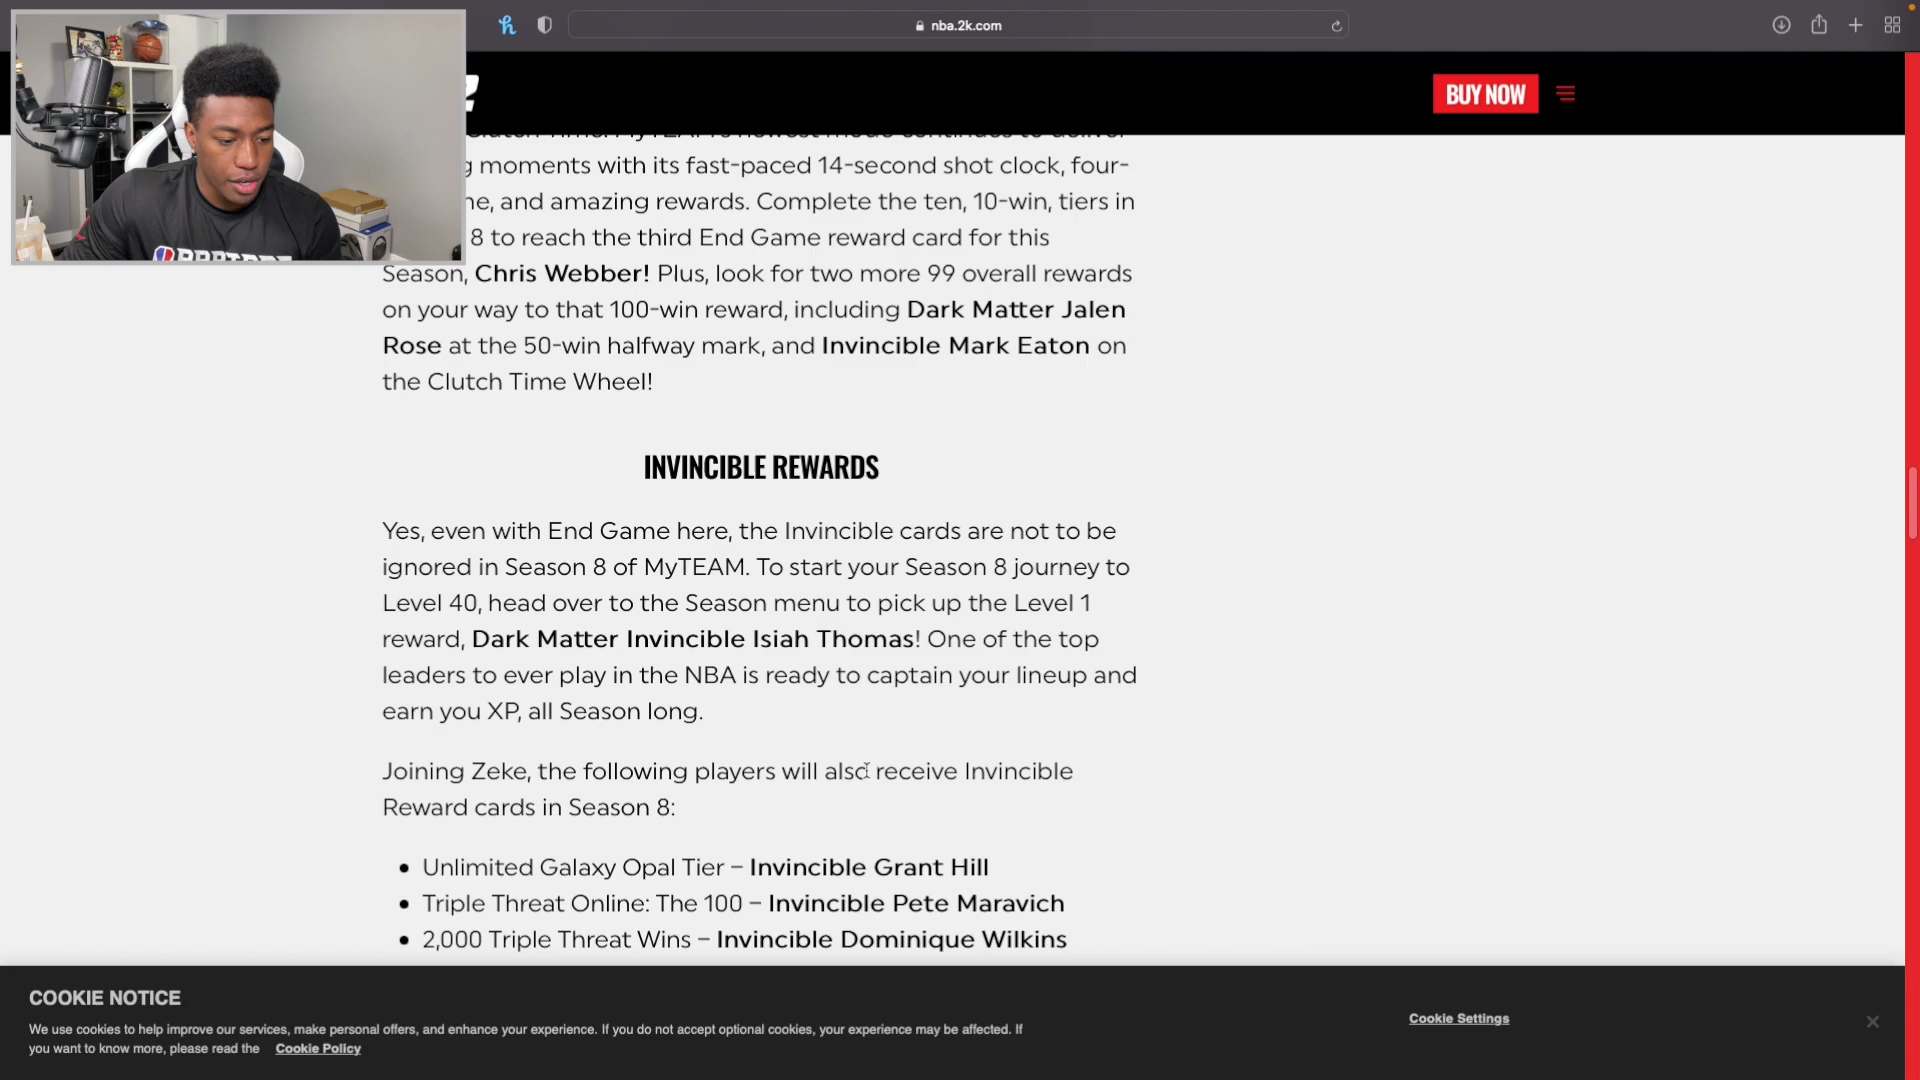 nba.2k.com
BUY NOW
moments with its fast-paced 14-second shot clock, four-
and amazing rewards. Complete the ten, 10-win, tiers in
8 to reach the third End Game reward card for this
Season, Chris Webber! Plus, look for two more 99 overall rewards
on your way to that 100-win reward, including Dark Matter Jalen
Rose at the 50-win halfway mark, and Invincible Mark Eaton on
the Clutch Time Wheel!
INVINCIBLE REWARDS
Yes, even with End Game here, the Invincible cards are not to be
ignored in Season 8 of MyTEAM. To start your Season 8 journey to
Level 40, head over to the Season menu to pick up the Level 1
reward, Dark Matter Invincible Isiah Thomas! One of the top
leaders to ever play in the NBA is ready to captain your lineup and
earn you XP, all Season long.
Joining Zeke, the following players will also receive Invincible
Reward cards in Season 8:
• Unlimited Galaxy Opal Tier – Invincible Grant Hill
• Triple Threat Online: The 100 – Invincible Pete Maravich
• 2,000 Triple Threat Wins – Invincible Dominique Wilkins
COOKIE NOTICE
We use cookies to help improve our services, make personal offers, and enhance your experience. If you do not accept optional cookies, your experience may be affected. If
you want to know more, please read the Cookie Policy
Cookie Settings